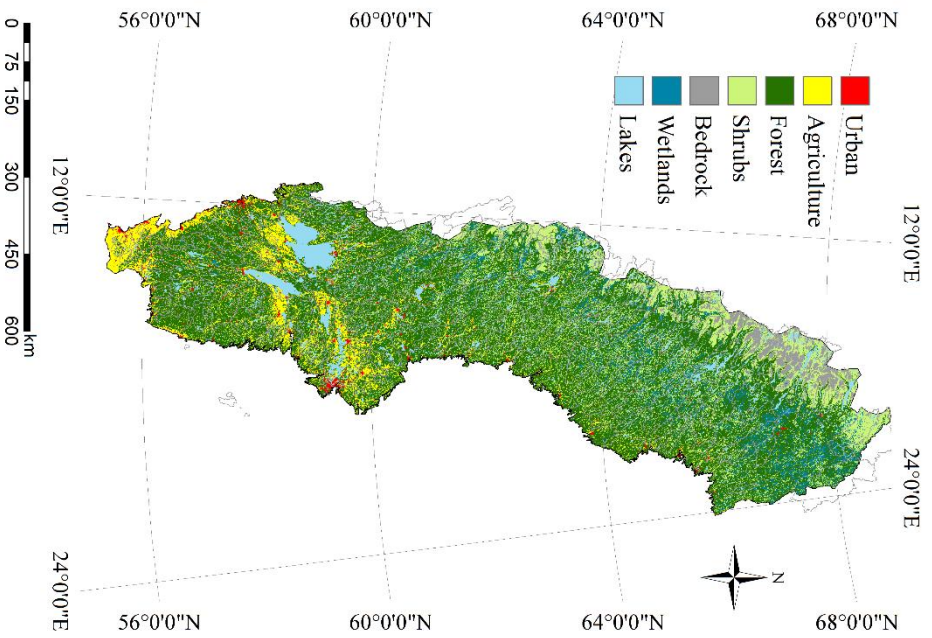 56°0'0"N
60°0'0"N
64°0'0"N
68°0'0"N
Urban
Agriculture
Forest
Shrubs
Bedrock
Wetlands
Lakes
0
75
150
300
450
600
km
12°0'0"E
12°0'0"E
24°0'0"E
24°0'0"E
N
56°0'0"N
60°0'0"N
64°0'0"N
68°0'0"N